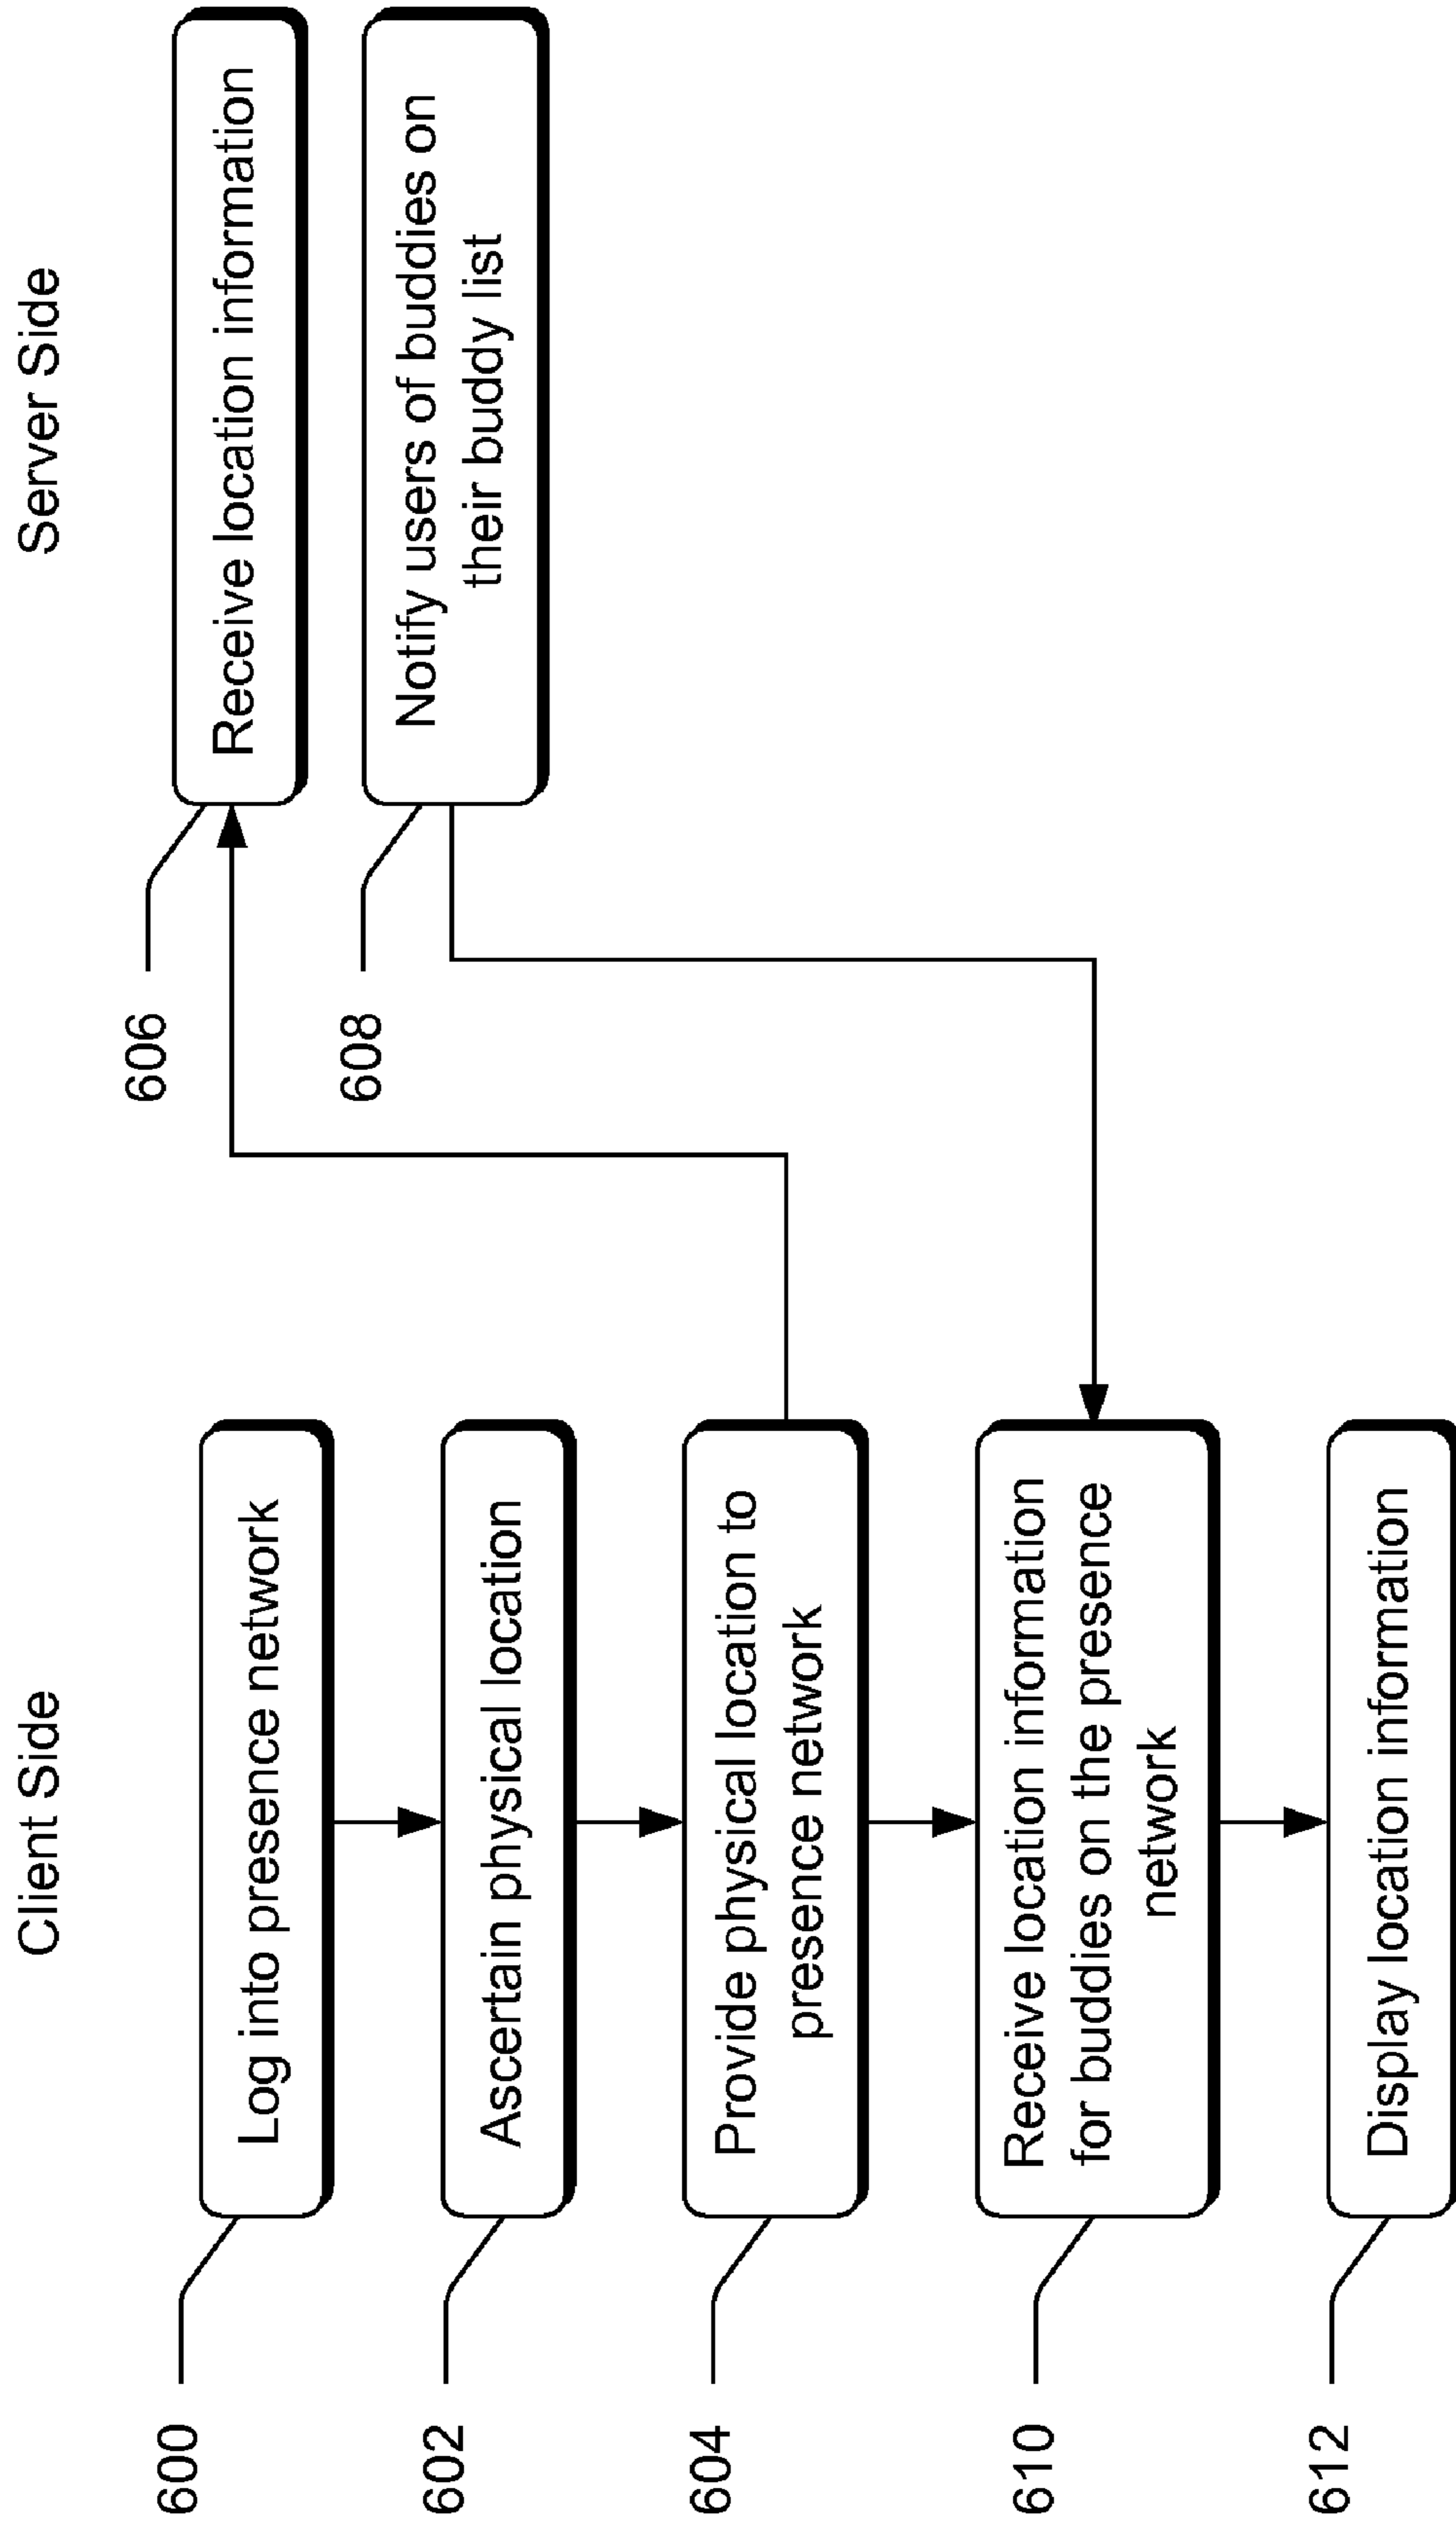 Client Side
Server Side
600
Log into presence network
602
Ascertain physical location
604
Provide physical location to
presence network
606
Receive location information
608
Notify users of buddies on
their buddy list
610
Receive location information
for buddies on the presence
network
612
Display location information